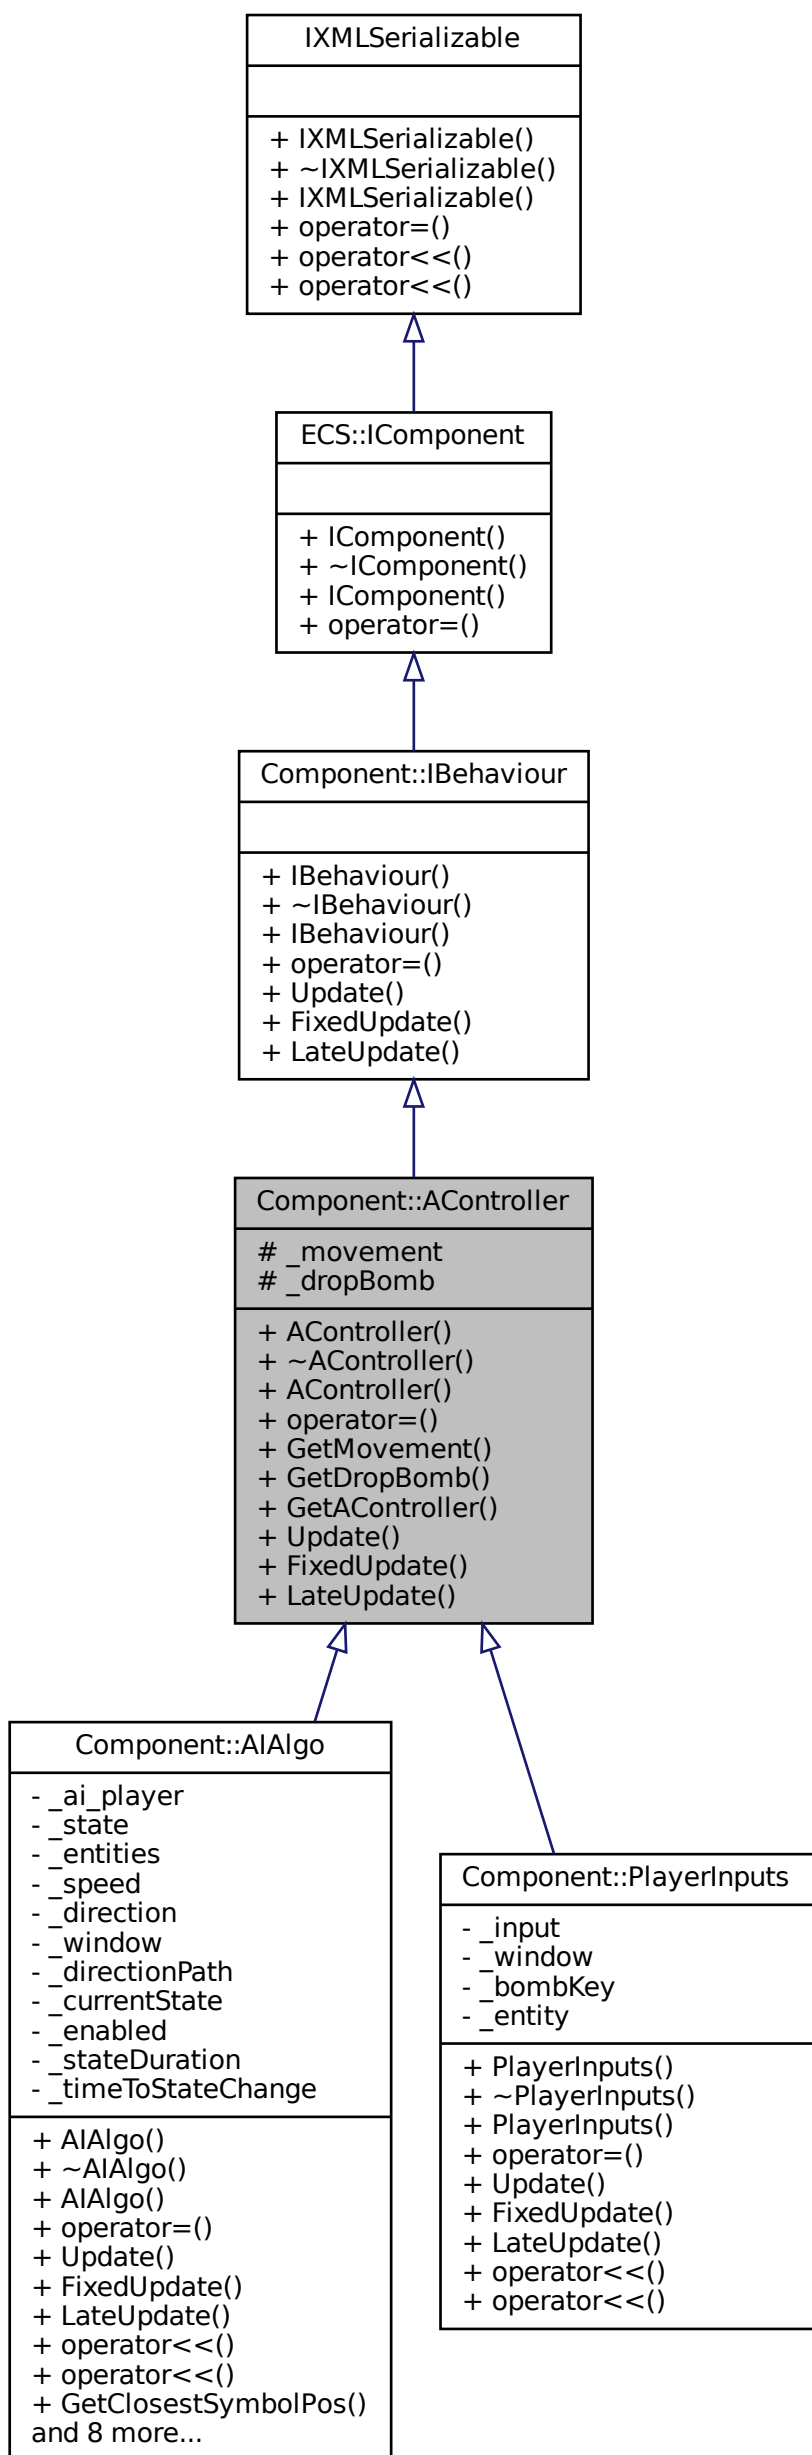 IXMLSerializable
+ IXMLSerializable()
+ ~IXMLSerializable()
+ IXMLSerializable()
+ operator=()
+ operator<<()
+ operator<<()
ECS::IComponent
+ IComponent()
+ ~IComponent()
+ IComponent()
+ operator=()
Component::IBehaviour
+ IBehaviour()
+ ~IBehaviour()
+ IBehaviour()
+ operator=()
+ Update()
+ FixedUpdate()
+ LateUpdate()
Component::AController
# _movement
# _dropBomb
+ AController()
+ ~AController()
+ AController()
+ operator=()
+ GetMovement()
+ GetDropBomb()
+ GetAController()
+ Update()
+ FixedUpdate()
+ LateUpdate()
Component::AIAlgo
- _ai_player
- _state
- _entities
- _speed
- _direction
- _window
- _directionPath
- _currentState
- _enabled
- _stateDuration
- _timeToStateChange
+ AIAlgo()
+ ~AIAlgo()
+ AIAlgo()
+ operator=()
+ Update()
+ FixedUpdate()
+ LateUpdate()
+ operator<<()
+ operator<<()
+ GetClosestSymbolPos()
and 8 more...
Component::PlayerInputs
- _input
- _window
- _bombKey
- _entity
+ PlayerInputs()
+ ~PlayerInputs()
+ PlayerInputs()
+ operator=()
+ Update()
+ FixedUpdate()
+ LateUpdate()
+ operator<<()
+ operator<<()